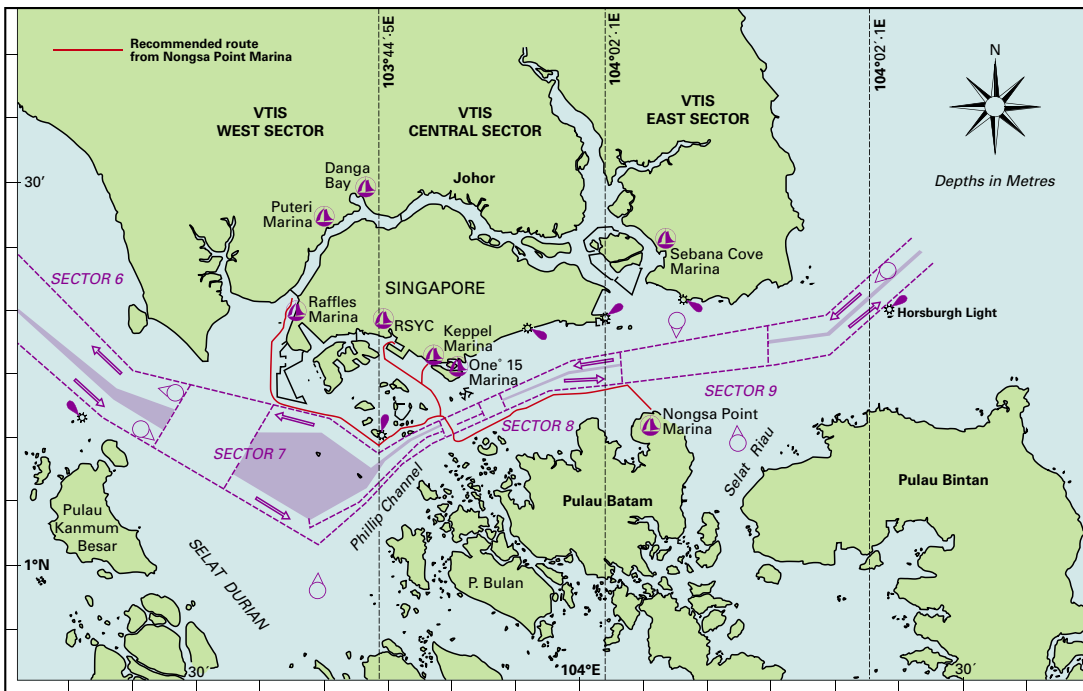 Recommended route
from Nongsa Point Marina
103°44´·5E
104°02´·1E
104°02´·1E
N
VTIS
WEST SECTOR
VTIS
CENTRAL SECTOR
VTIS
EAST SECTOR
30´
Danga
Bay
Johor
Depths in Metres
Puteri
Marina
Sebana Cove
Marina
SECTOR 6
SINGAPORE
Raffles
Marina
RSYC
Horsburgh Light
Keppel
Marina
One° 15
Marina
SECTOR 9
Nongsa Point
Marina
SECTOR 8
SECTOR 7
Selat Riau
Phillip Channel
Pulau Batam
Pulau Bintan
Pulau
Kanmum
Besar
1°N
SELAT DURIAN
P. Bulan
30´
104°E
30´